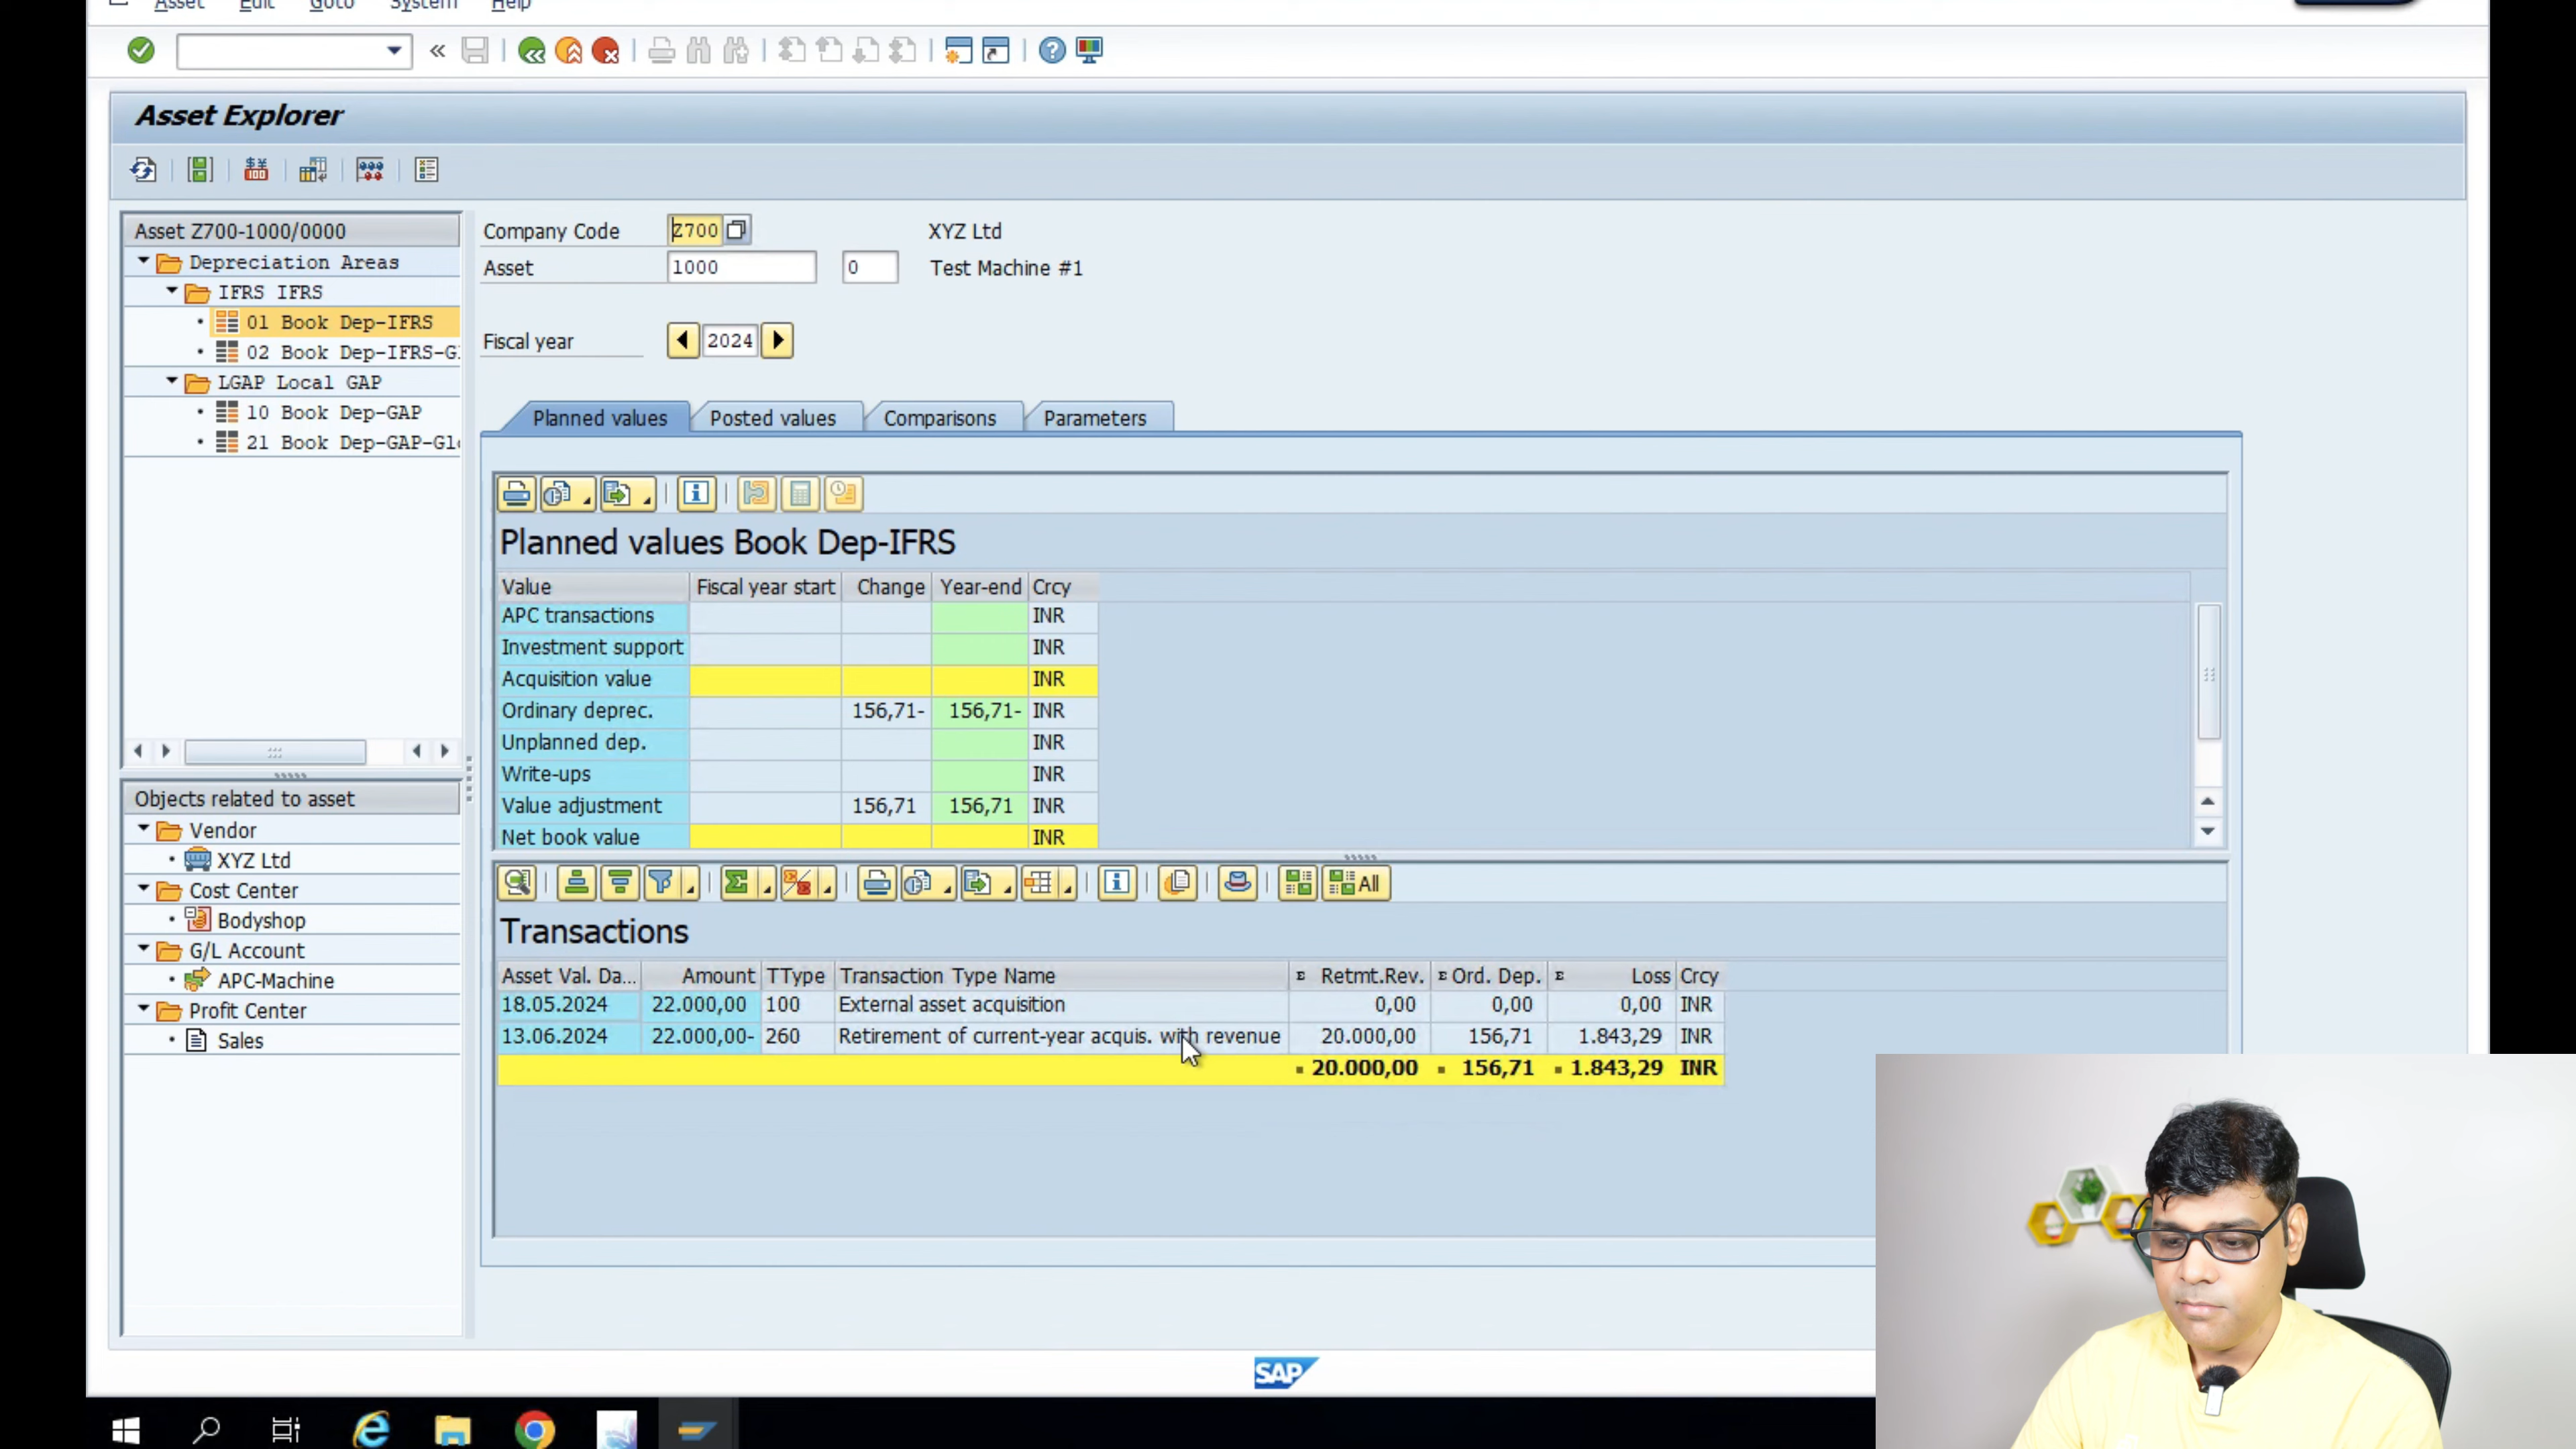 Asset Edit Goto System Help
Asset Explorer
Asset Z700-1000/0000
Depreciation Areas
IFRS IFRS
01 Book Dep-IFRS
02 Book Dep-IFRS-G
LGAP Local GAP
10 Book Dep-GAP
21 Book Dep-GAP-Gl
Company Code Z700 XYZ Ltd
Asset 1000 0 Test Machine #1
Fiscal year 2024
Planned values Posted values Comparisons Parameters
Planned values Book Dep-IFRS
Value Fiscal year start Change Year-end Crcy
APC transactions INR
Investment support INR
Acquisition value INR
Ordinary deprec. 156,71- 156,71- INR
Unplanned dep. INR
Write-ups INR
Value adjustment 156,71 156,71 INR
Net book value INR
Objects related to asset
Vendor
XYZ Ltd
Cost Center
Bodyshop
G/L Account
APC-Machine
Profit Center
Sales
All
Transactions
Asset Val. Da... Amount TType Transaction Type Name Σ Retmt.Rev. Σ Ord. Dep. Σ Loss Crcy
18.05.2024 22.000,00 100 External asset acquisition 0,00 0,00 0,00 INR
13.06.2024 22.000,00- 260 Retirement of current-year acquis. with revenue 20.000,00 156,71 1.843,29 INR
20.000,00 156,71 1.843,29 INR
SAP